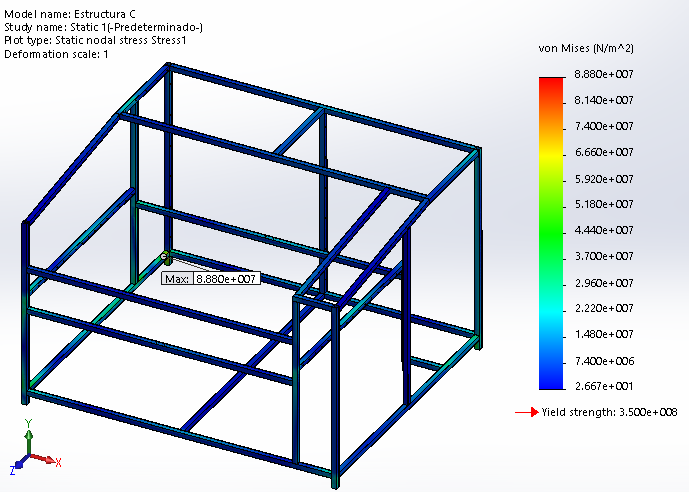 Model name: Estructura C
Study name: Static 1(-Predeterminado-)
Plot type: Static nodal stress Stress1
Deformation scale: 1
von Mises (N/m^2)
8.880e+007
8.140e+007
7.400e+007
6.660e+007
5.920e+007
5.180e+007
4.440e+007
3.700e+007
2.960e+007
2.220e+007
1.480e+007
7.400e+006
2.667e+001
Yield strength: 3.500e+008
Max: 8.880e+007
Y
Z
X